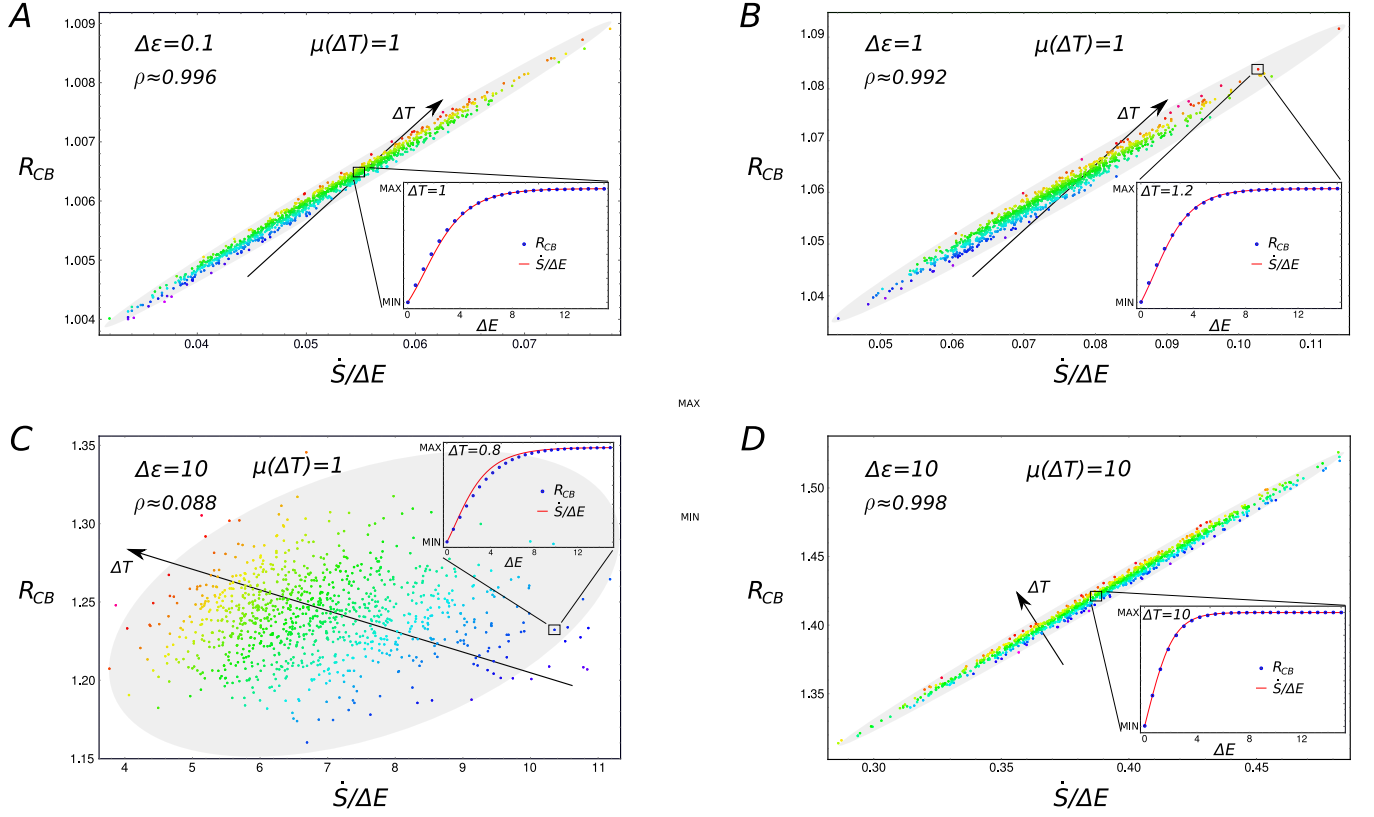 A
Δε=0.1 μ(ΔT)=1
ρ≈0.996
ΔT
R_CB
1.009
1.008
1.007
1.006
1.005
1.004
0.04 0.05 0.06 0.07
Ṡ/ΔE
ΔT=1
MAX
MIN
R_CB
Ṡ/ΔE
0 4 8 12
ΔE
B
Δε=1 μ(ΔT)=1
ρ≈0.992
ΔT
R_CB
1.09
1.08
1.07
1.06
1.05
1.04
0.05 0.06 0.07 0.08 0.09 0.10 0.11
Ṡ/ΔE
ΔT=1.2
MAX
MIN
R_CB
Ṡ/ΔE
0 4 8 12
ΔE
MAX
MIN
C
Δε=10 μ(ΔT)=1
ρ≈0.088
ΔT
R_CB
1.35
1.30
1.25
1.20
1.15
4 5 6 7 8 9 10 11
Ṡ/ΔE
ΔT=0.8
MAX
MIN
R_CB
Ṡ/ΔE
0 4 8 12
ΔE
D
Δε=10 μ(ΔT)=10
ρ≈0.998
ΔT
R_CB
1.50
1.45
1.40
1.35
0.30 0.35 0.40 0.45
Ṡ/ΔE
ΔT=10
MAX
MIN
R_CB
Ṡ/ΔE
0 4 8 12
ΔE